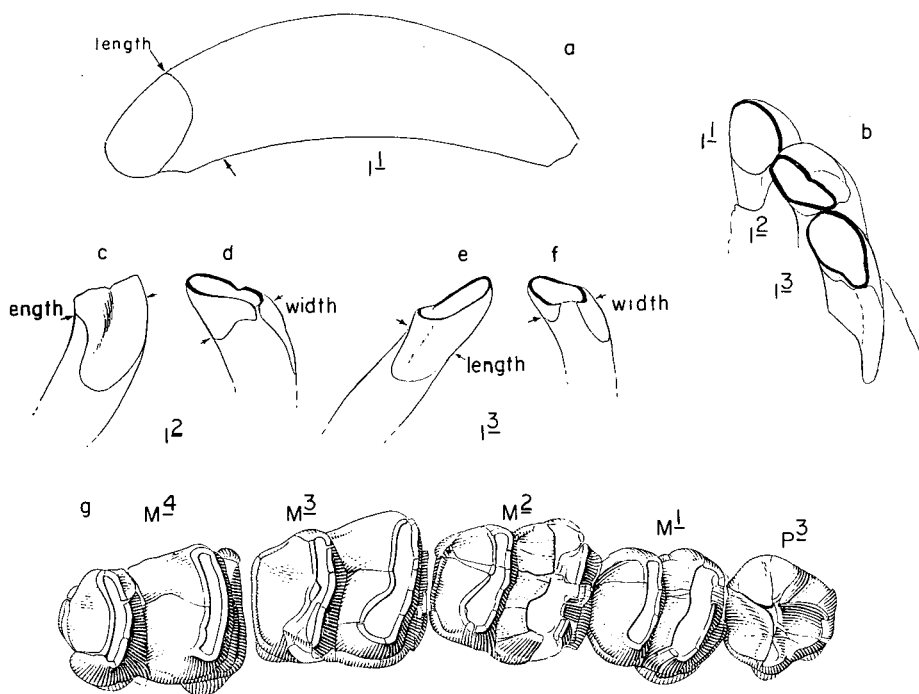 length
a
I1
b
I1
I2
I3
c
d
e
f
ength
width
width
length
I2
I3
g
M4
M3
M2
M1
P3